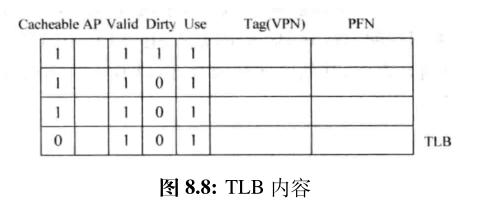 Cacheable AP Valid Dirty Use Tag(VPN) PFN
1 1 1 1
1 1 0 1
1 1 0 1
0 1 0 1 TLB
图 8.8: TLB 内容